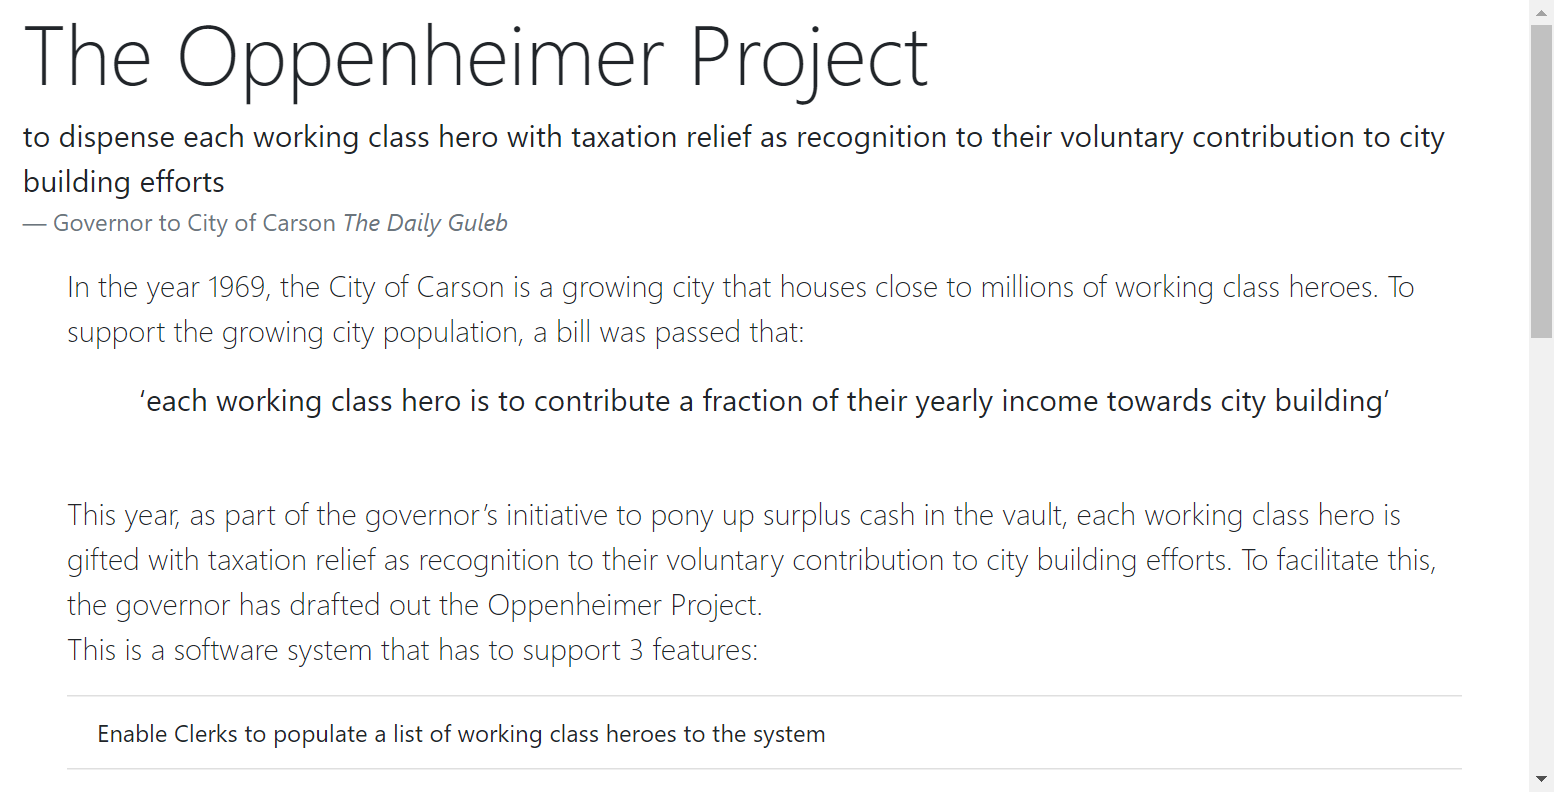 The Oppenheimer Project
to dispense each working class hero with taxation relief as recognition to their voluntary contribution to city
building efforts
— Governor to City of Carson The Daily Guleb
In the year 1969, the City of Carson is a growing city that houses close to millions of working class heroes. To
support the growing city population, a bill was passed that:
‘each working class hero is to contribute a fraction of their yearly income towards city building’
This year, as part of the governor’s initiative to pony up surplus cash in the vault, each working class hero is
gifted with taxation relief as recognition to their voluntary contribution to city building efforts. To facilitate this,
the governor has drafted out the Oppenheimer Project.
This is a software system that has to support 3 features:
Enable Clerks to populate a list of working class heroes to the system